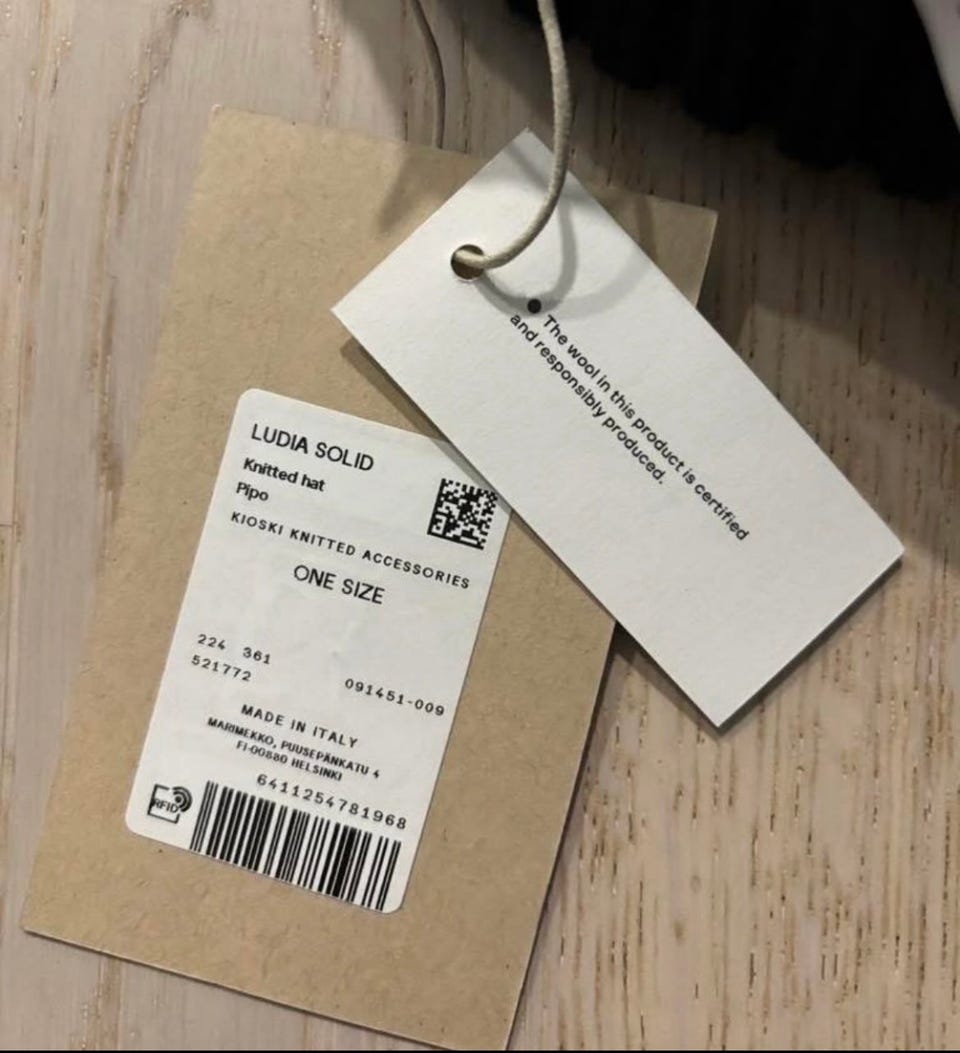 The wool in this product is certified
and responsibly produced.
LUDIA SOLID
Knitted hat
Pipo
KIOSKI KNITTED ACCESSORIES
ONE SIZE
224 361
521772
091451-009
MADE IN ITALY
MARIMEKKO, PUUSEPÄNKATU 4
FI-00880 HELSINKI
6411254781968
RFID